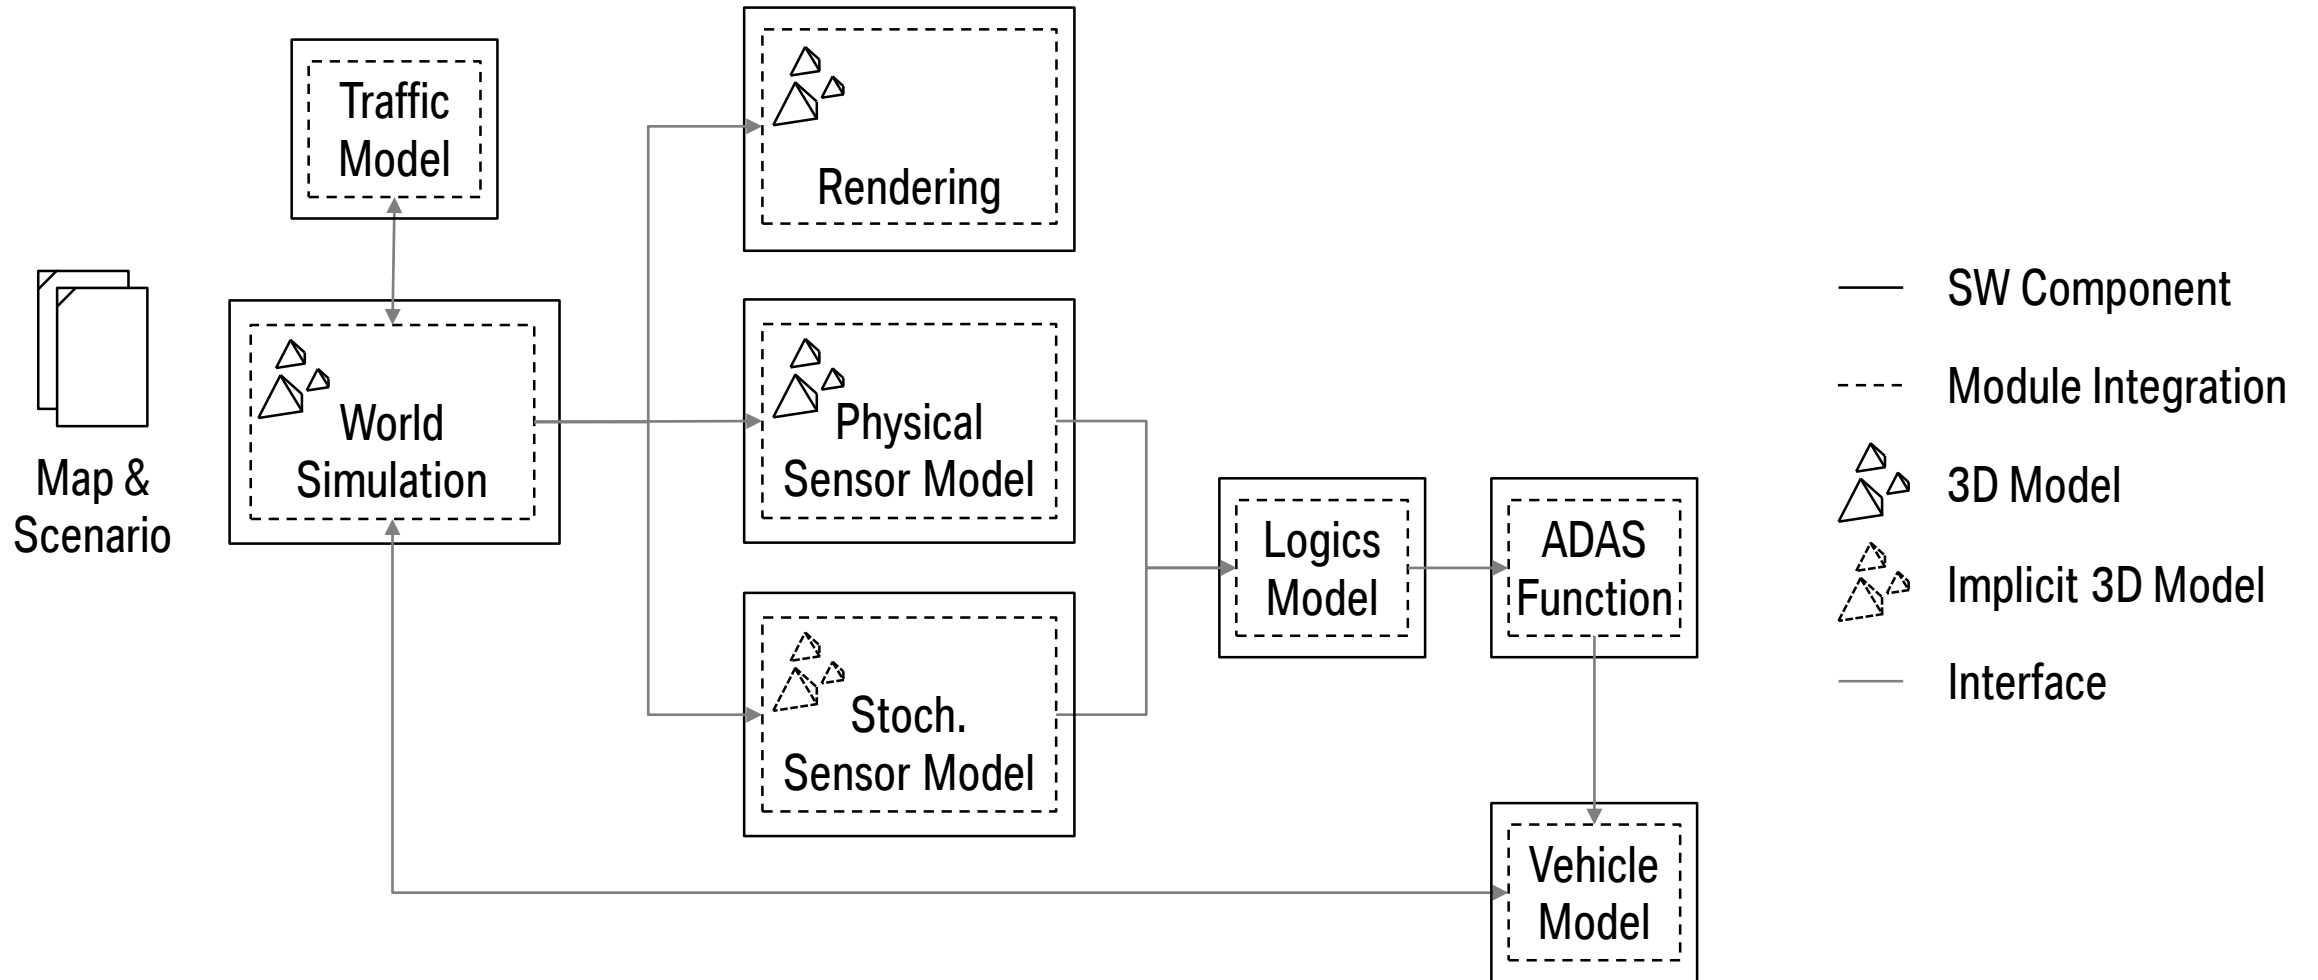 Traffic
Model
Rendering
Map &
Scenario
World
Simulation
Physical
Sensor Model
Stoch.
Sensor Model
Logics
Model
ADAS
Function
Vehicle
Model
SW Component
Module Integration
3D Model
Implicit 3D Model
Interface